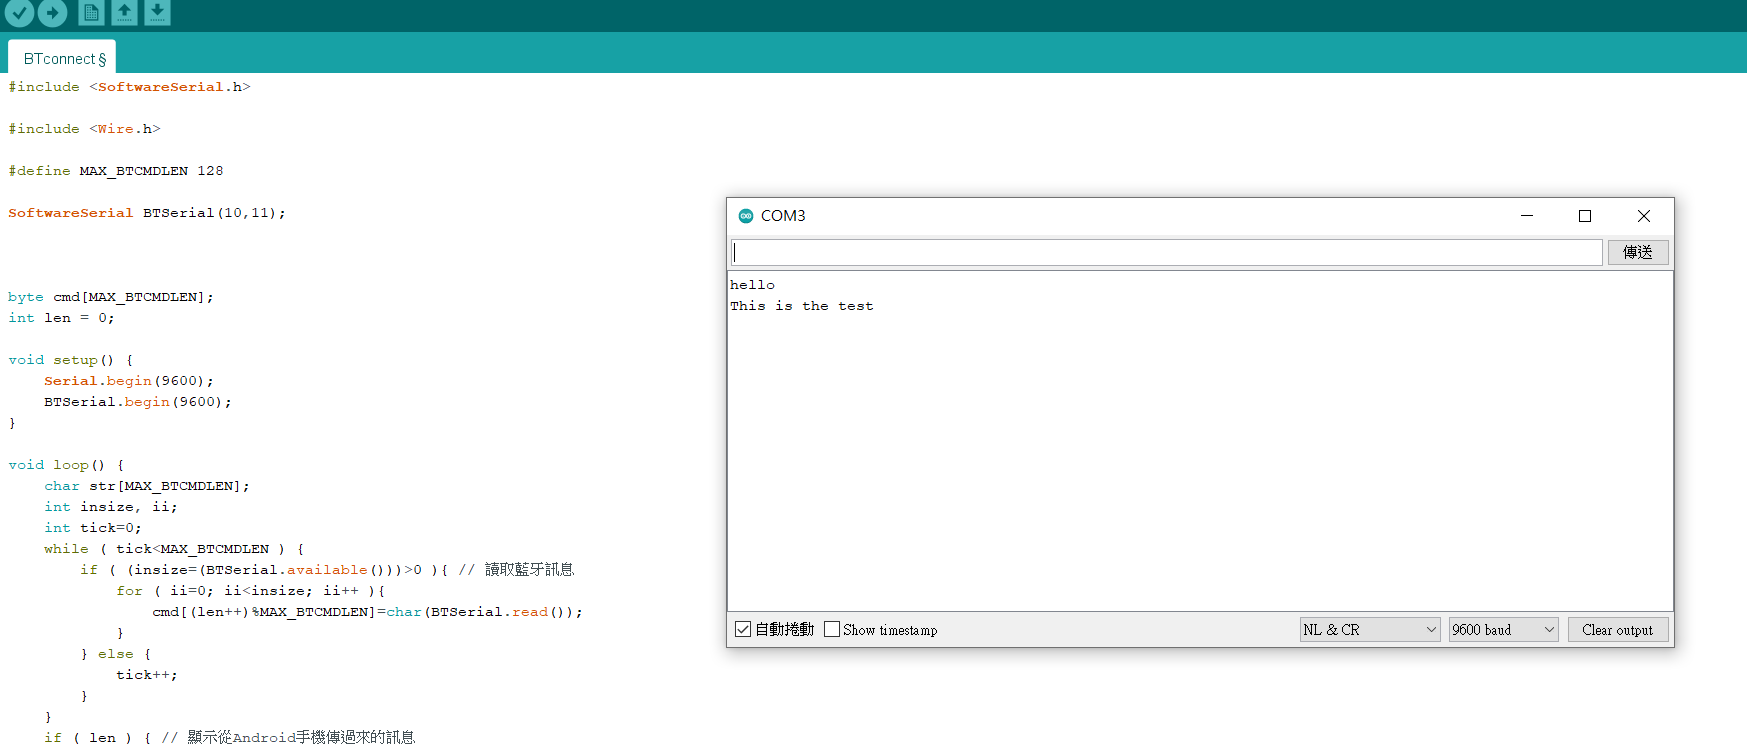 BTconnect §
#include <SoftwareSerial.h>
#include <Wire.h>
#define MAX_BTCMDLEN 128
SoftwareSerial BTSerial(10,11);
byte cmd[MAX_BTCMDLEN];
int len = 0;
void setup() {
    Serial.begin(9600);
    BTSerial.begin(9600);
}
void loop() {
    char str[MAX_BTCMDLEN];
    int insize, ii;
    int tick=0;
    while ( tick<MAX_BTCMDLEN ) {
        if ( (insize=(BTSerial.available()))>0 ){ // 讀取藍牙訊息
            for ( ii=0; ii<insize; ii++ ){
                cmd[(len++)%MAX_BTCMDLEN]=char(BTSerial.read());
            }
        } else {
            tick++;
        }
    }
    if ( len ) { // 顯示從Android手機傳過來的訊息
COM3
傳送
hello
This is the test
自動捲動 Show timestamp NL & CR 9600 baud Clear output